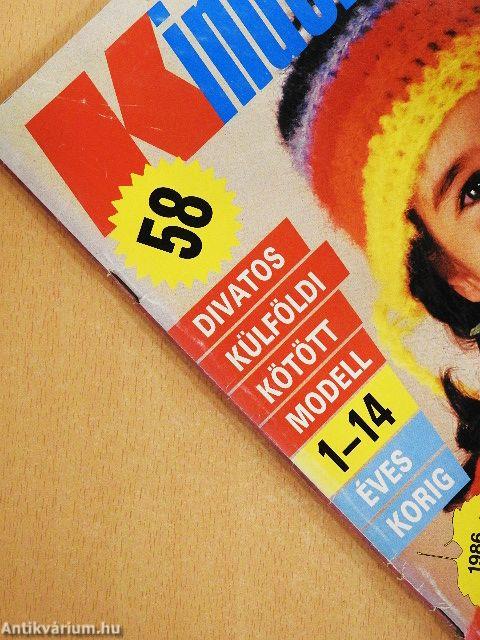 58
DIVATOS
KÜLFÖLDI
KÖTÖTT
MODELL
1–14
ÉVES
KORIG
1986
Antikvárium.hu